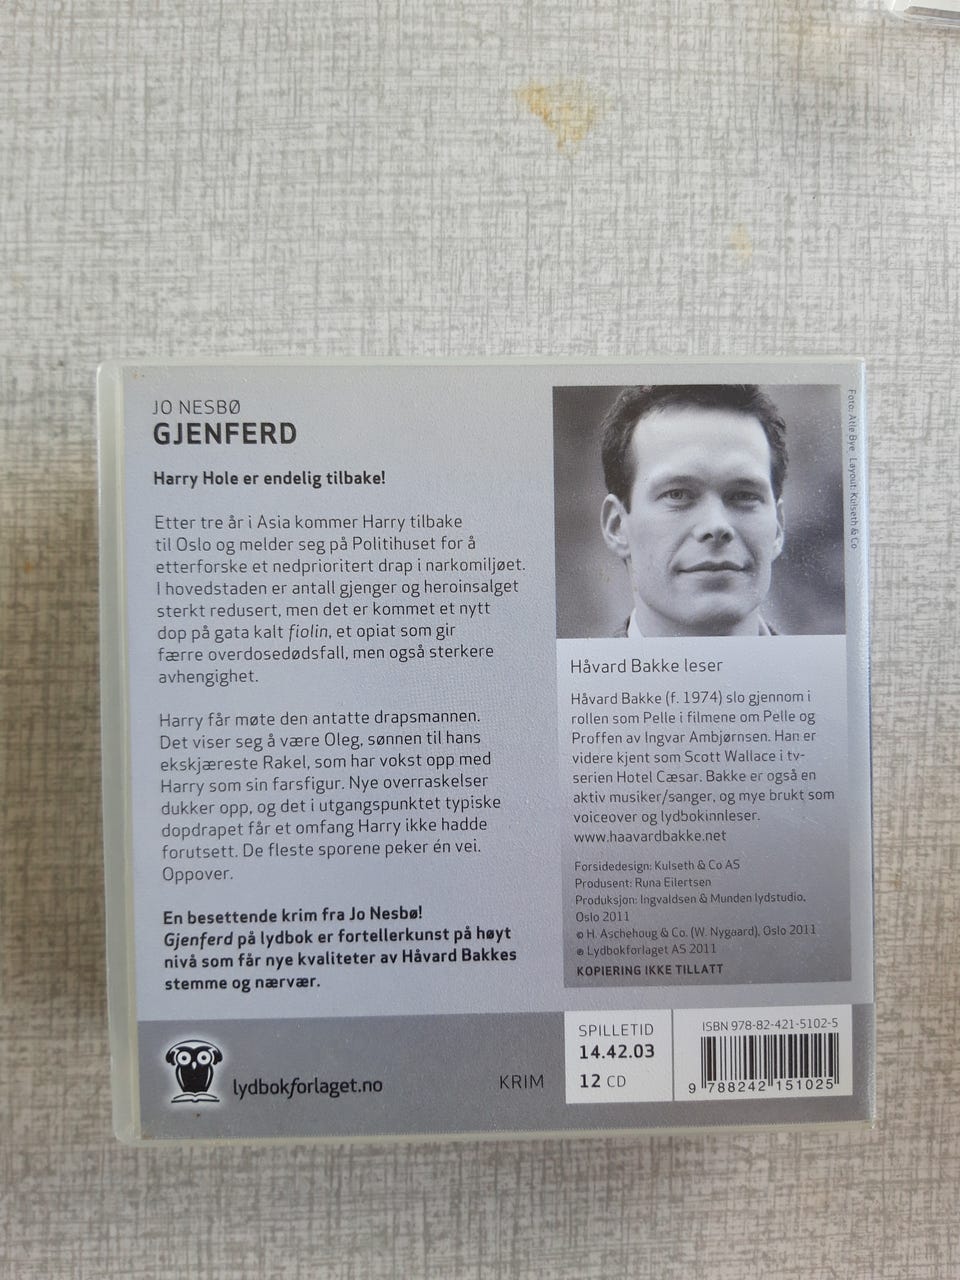 JO NESBØ
GJENFERD
Harry Hole er endelig tilbake!
Etter tre år i Asia kommer Harry tilbake
til Oslo og melder seg på Politihuset for å
etterforske et nedprioritert drap i narkomiljøet.
I hovedstaden er antall gjenger og heroinsalget
sterkt redusert, men det er kommet et nytt
dop på gata kalt fiolin, et opiat som gir
færre overdosedødsfall, men også sterkere
avhengighet.
Harry får møte den antatte drapsmannen.
Det viser seg å være Oleg, sønnen til hans
ekskjæreste Rakel, som har vokst opp med
Harry som sin farsfigur. Nye overraskelser
dukker opp, og det i utgangspunktet typiske
dopdrapet får et omfang Harry ikke hadde
forutsett. De fleste sporene peker én vei.
Oppover.
En besettende krim fra Jo Nesbø!
Gjenferd på lydbok er fortellerkunst på høyt
nivå som får nye kvaliteter av Håvard Bakkes
stemme og nærvær.
Foto: Atle Bye Layout: Kulseth & Co
Håvard Bakke leser
Håvard Bakke (f. 1974) slo gjennom i
rollen som Pelle i filmene om Pelle og
Proffen av Ingvar Ambjørnsen. Han er
videre kjent som Scott Wallace i tv-
serien Hotel Cæsar. Bakke er også en
aktiv musiker/sanger, og mye brukt som
voiceover og lydbokinnleser.
www.haavardbakke.net
Forsidedesign: Kulseth & Co AS
Produsent: Runa Eilertsen
Produksjon: Ingvaldsen & Munden lydstudio,
Oslo 2011
© H. Aschehoug & Co. (W. Nygaard), Oslo 2011
℗ Lydbokforlaget AS 2011
KOPIERING IKKE TILLATT
lydbokforlaget.no
KRIM
SPILLETID
14.42.03
12 CD
ISBN 978-82-421-5102-5
9 788242 151025